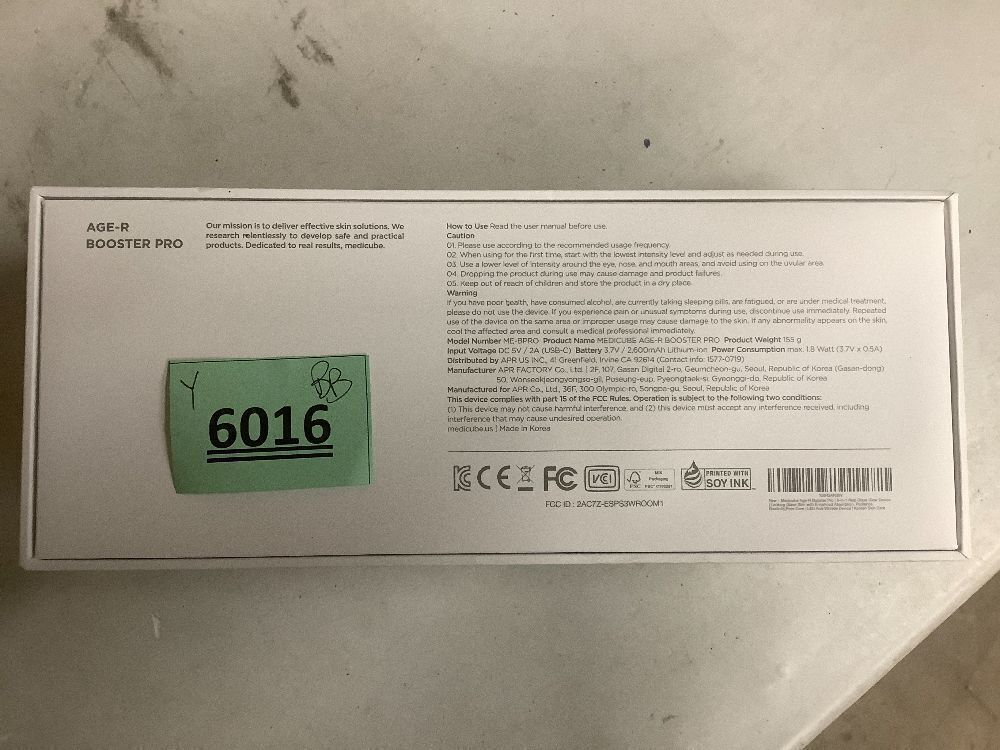 AGE-R
BOOSTER PRO
Our mission is to deliver effective skin solutions. We
research relentlessly to develop safe and practical
products. Dedicated to real results, medicube.
How to Use Read the user manual before use.
Caution
01. Please use according to the recommended usage frequency.
02. When using for the first time, start with the lowest intensity level and adjust as needed during use.
03. Use a lower level of intensity around the eye, nose, and mouth areas, and avoid using on the uvular area.
04. Dropping the product during use may cause damage and product failures.
05. Keep out of reach of children and store the product in a dry place.
Warning
If you have poor health, have consumed alcohol, are currently taking sleeping pills, are fatigued, or are under medical treatment,
please do not use the device. If you experience pain or unusual symptoms during use, discontinue use immediately. Repeated
use of the device on the same area or improper usage may cause damage to the skin. If any abnormality appears on the skin,
cool the affected area and consult a medical professional immediately.
Model Number ME-BPRO Product Name MEDICUBE AGE-R BOOSTER PRO Product Weight 155 g
Input Voltage DC 5V / 2A (USB-C) Battery 3.7V / 2,600mAh Lithium-ion Power Consumption max. 1.8 Watt (3.7V x 0.5A)
Distributed by APR US INC., 41 Greenfield, Irvine CA 92614 (Contact info: 1577-0719)
Manufacturer APR FACTORY Co., Ltd. | 2F, 107, Gasan Digital 2-ro, Geumcheon-gu, Seoul, Republic of Korea (Gasan-dong)
50, Wonseokjeongyongso-gil, Puseung-eup, Pyeongtaek-si, Gyeonggi-do, Republic of Korea
Manufactured for APR Co., Ltd., 36F, 300 Olympic-ro, Songpa-gu, Seoul, Republic of Korea
This device complies with part 15 of the FCC Rules. Operation is subject to the following two conditions:
(1) This device may not cause harmful interference, and (2) this device must accept any interference received, including
interference that may cause undesired operation.
medicube.us | Made in Korea
Y
BB
6016
CE FC VCCI FSC MIX Packaging PRINTED WITH SOY INK
FCC ID : 2AC7Z-ESPS3WROOM1